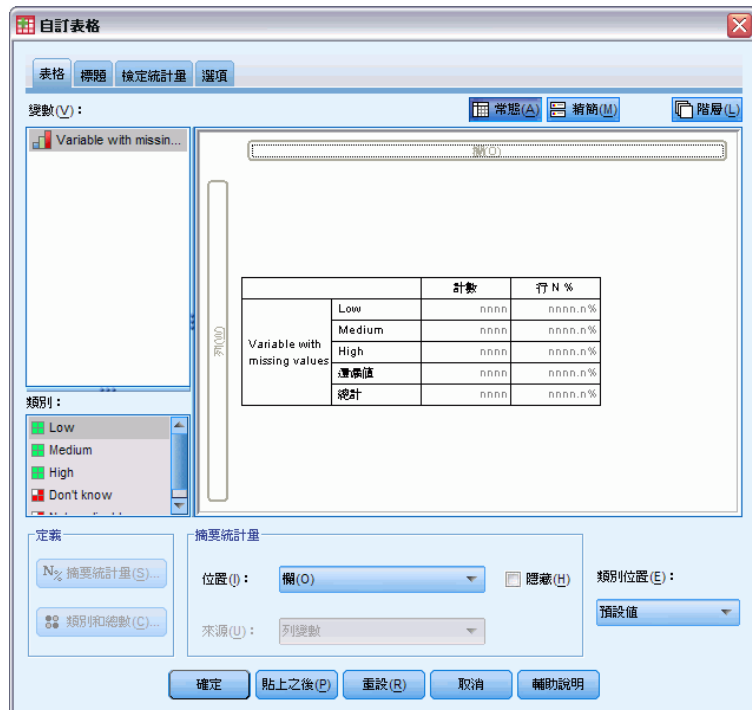 自訂表格
表格 標題 檢定統計量 選項
變數(V): 常態(A) 精簡(M) 階層(L)
Variable with missin...
欄(O)
列(W)
計數 行 N %
Variable with missing values
Low nnnn nnnn.n%
Medium nnnn nnnn.n%
High nnnn nnnn.n%
遺漏值 nnnn nnnn.n%
總計 nnnn nnnn.n%
類別:
Low
Medium
High
Don't know
定義
N% 摘要統計量(S)...
類別和總數(C)...
摘要統計量
位置(I): 欄(O) 隱藏(H)
來源(U): 列變數
類別位置(E):
預設值
確定 貼上之後(P) 重設(R) 取消 輔助說明